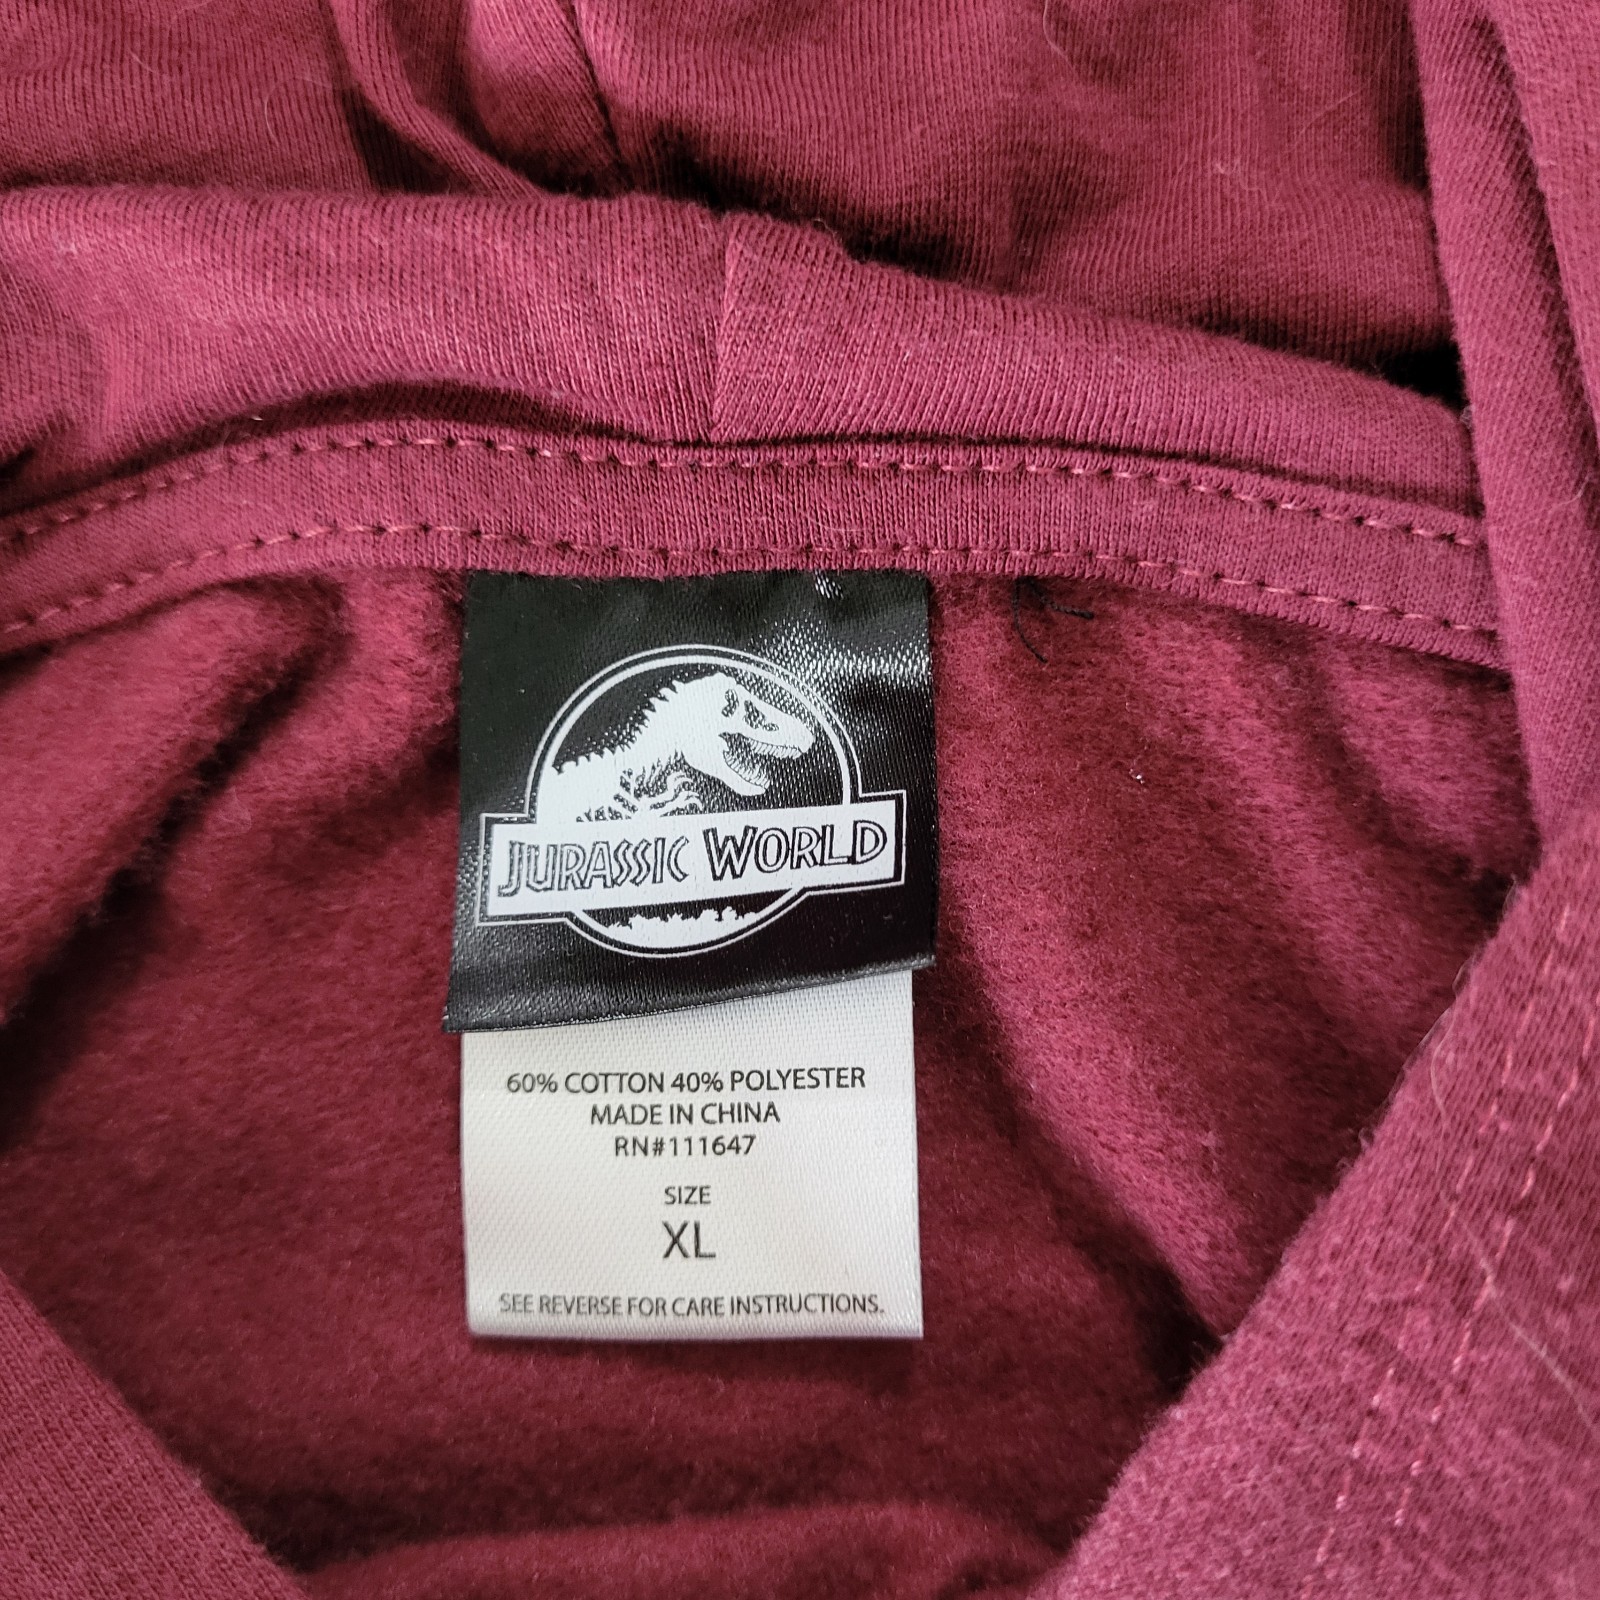 JURASSIC WORLD
60% COTTON 40% POLYESTER
MADE IN CHINA
RN#111647
SIZE
XL
SEE REVERSE FOR CARE INSTRUCTIONS.